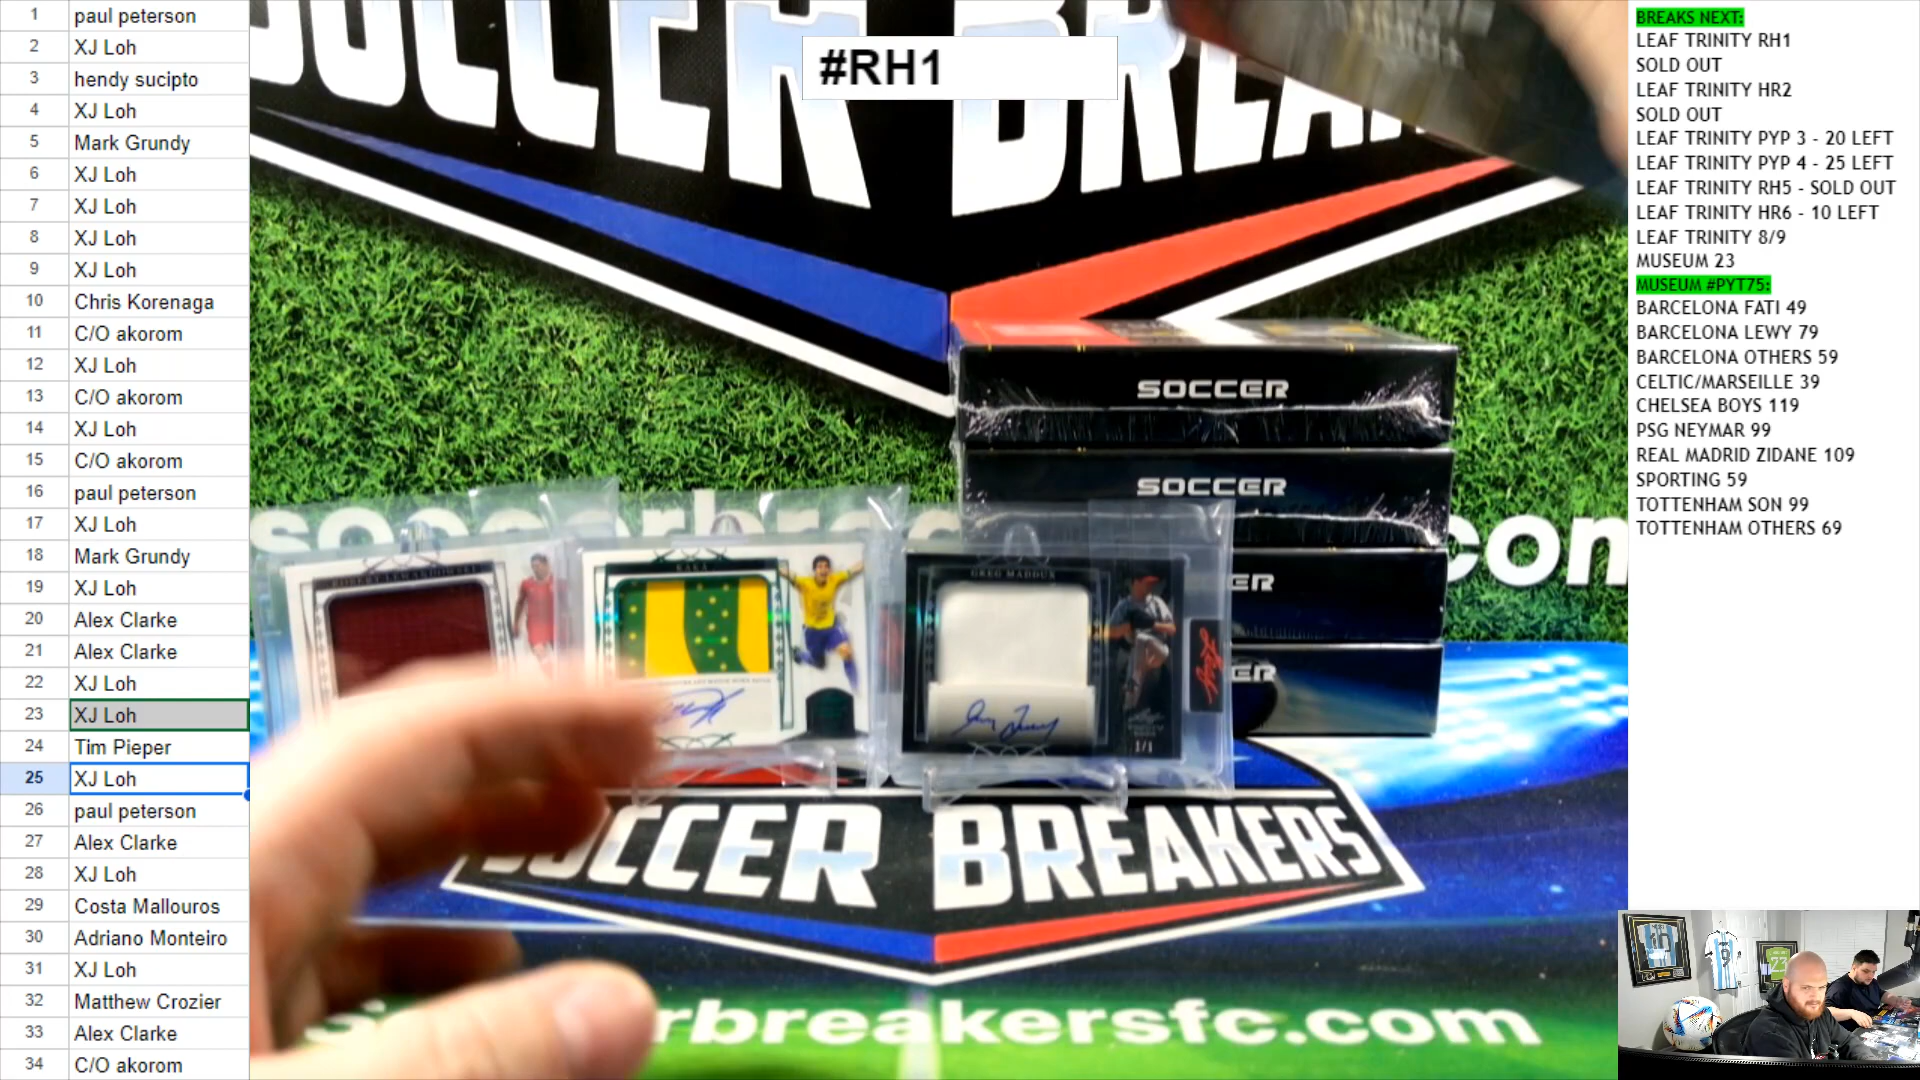 1 paul peterson
2 XJ Loh
3 hendy sucipto
4 XJ Loh
5 Mark Grundy
6 XJ Loh
7 XJ Loh
8 XJ Loh
9 XJ Loh
10 Chris Korenaga
11 C/O akorom
12 XJ Loh
13 C/O akorom
14 XJ Loh
15 C/O akorom
16 paul peterson
17 XJ Loh
18 Mark Grundy
19 XJ Loh
20 Alex Clarke
21 Alex Clarke
22 XJ Loh
23 XJ Loh
24 Tim Pieper
25 XJ Loh
26 paul peterson
27 Alex Clarke
28 XJ Loh
29 Costa Mallouros
30 Adriano Monteiro
31 XJ Loh
32 Matthew Crozier
33 Alex Clarke
34 C/O akorom
#RH1
SOCCER
SOCCER
KAKA
GREG MADDUX
1/1
SOCCER BREAKERS
BREAKS NEXT:
LEAF TRINITY RH1
SOLD OUT
LEAF TRINITY HR2
SOLD OUT
LEAF TRINITY PYP 3 - 20 LEFT
LEAF TRINITY PYP 4 - 25 LEFT
LEAF TRINITY RH5 - SOLD OUT
LEAF TRINITY HR6 - 10 LEFT
LEAF TRINITY 8/9
MUSEUM 23
MUSEUM #PYT75:
BARCELONA FATI 49
BARCELONA LEWY 79
BARCELONA OTHERS 59
CELTIC/MARSEILLE 39
CHELSEA BOYS 119
PSG NEYMAR 99
REAL MADRID ZIDANE 109
SPORTING 59
TOTTENHAM SON 99
TOTTENHAM OTHERS 69